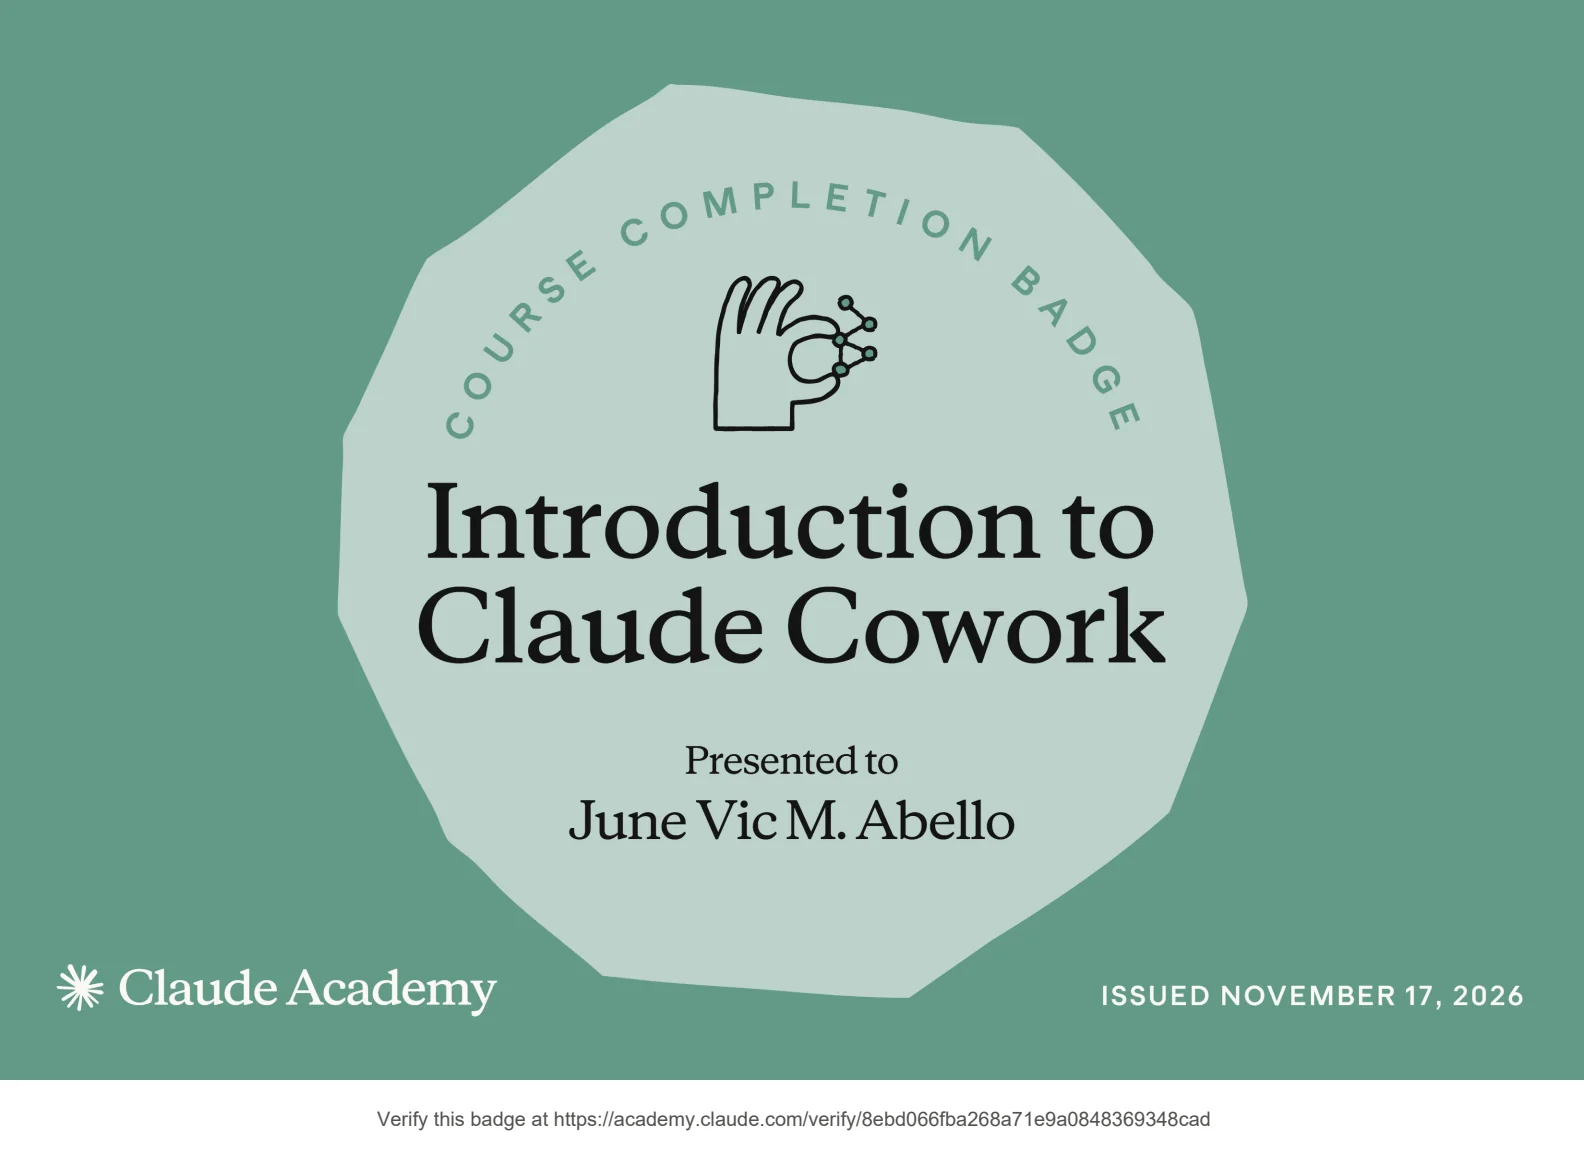 COURSE COMPLETION BADGE
Introduction to
Claude Cowork
Presented to
June Vic M. Abello
Claude Academy
ISSUED NOVEMBER 17, 2026
Verify this badge at https://academy.claude.com/verify/8ebd066fba268a71e9a0848369348cad